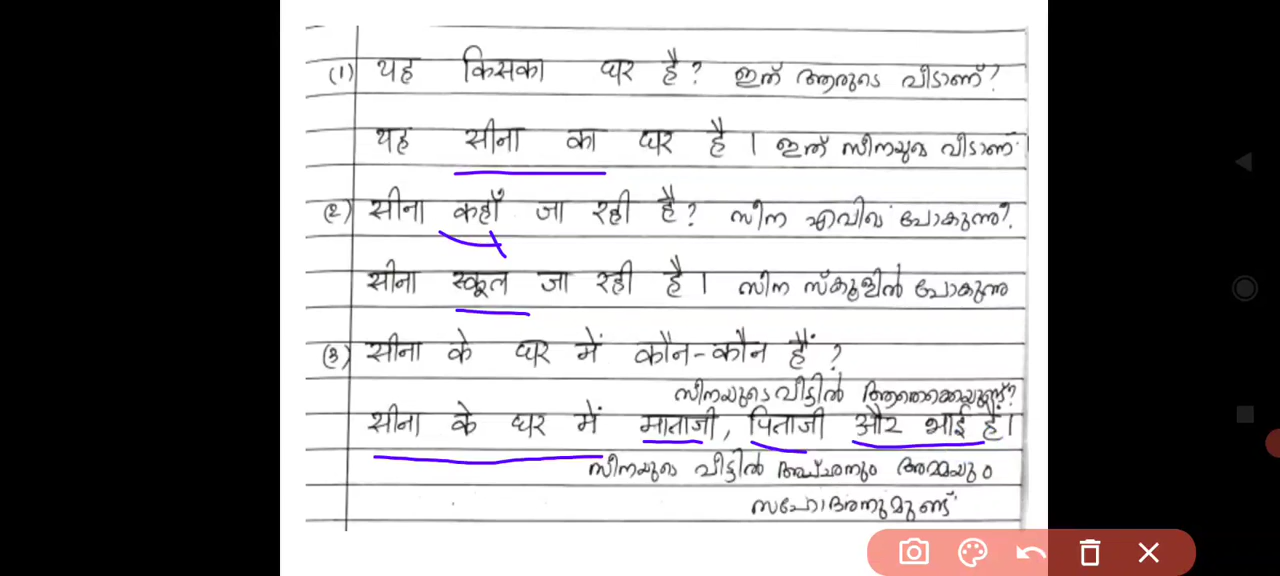 (1) यह किसका घर है? ഇത് ആരുടെ വീടാണ്?
यह सीना का घर है । ഇത് സീനയുടെ വീടാണ്
(2) सीना कहाँ जा रही है? സീന എവിടെ പോകുന്നു?
सीना स्कूल जा रही है । സീന സ്കൂളിൽ പോകുന്നു
(3) सीना के घर में कौन-कौन हैं ?
സീനയുടെ വീട്ടിൽ ആരൊക്കെയുണ്ട്?
सीना के घर में माताजी, पिताजी और भाई हैं।
സീനയുടെ വീട്ടിൽ അച്ഛനും അമ്മയും
സഹോദരനുമുണ്ട്